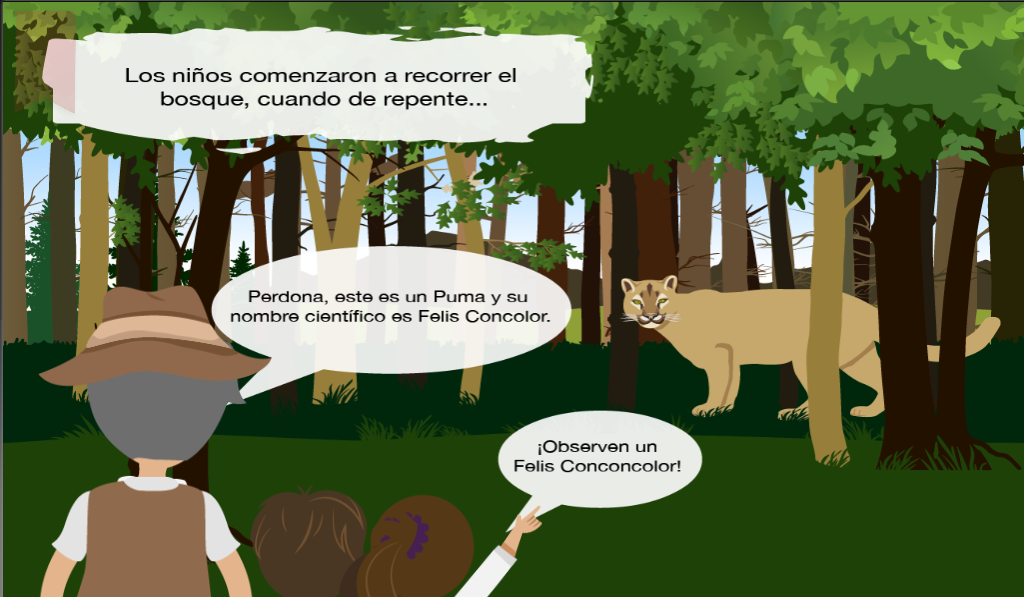 Los niños comenzaron a recorrer el
bosque, cuando de repente...
Perdona, este es un Puma y su
nombre científico es Felis Concolor.
¡Observen un
Felis Conconcolor!